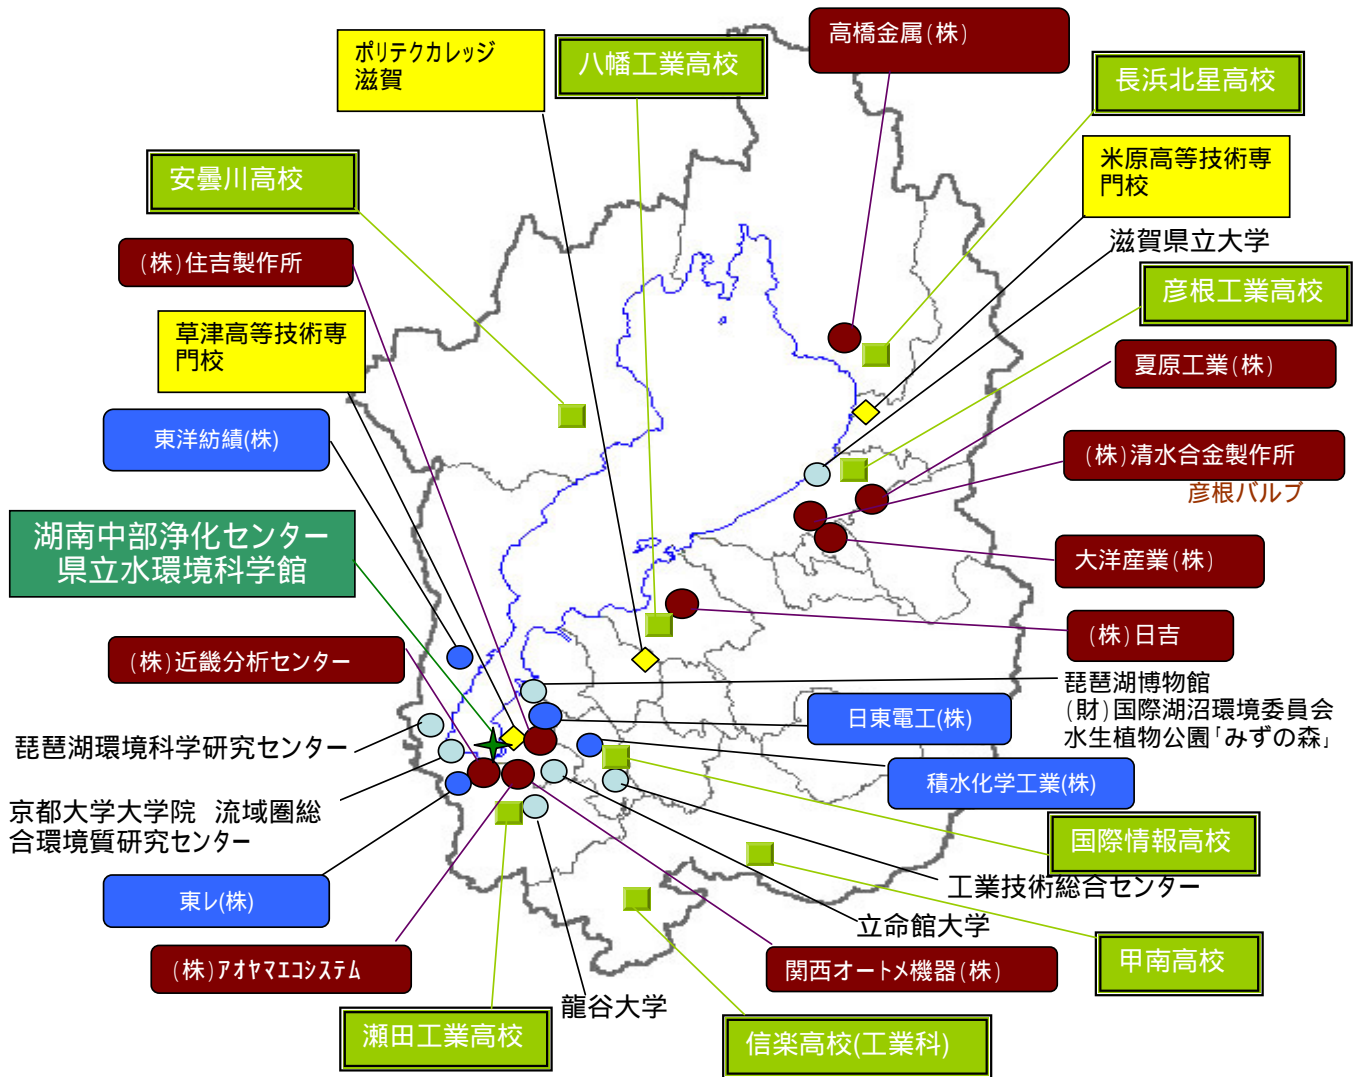 高橋金属(株)
ポリテクカレッジ
滋賀
八幡工業高校
長浜北星高校
米原高等技術専
門校
安曇川高校
滋賀県立大学
(株)住吉製作所
彦根工業高校
草津高等技術専
門校
夏原工業(株)
東洋紡績(株)
(株)清水合金製作所
彦根バルブ
湖南中部浄化センター
県立水環境科学館
大洋産業(株)
(株)日吉
(株)近畿分析センター
琵琶湖博物館
(財)国際湖沼環境委員会
水生植物公園「みずの森」
日東電工(株)
琵琶湖環境科学研究センター
積水化学工業(株)
京都大学大学院 流域圏総
合環境質研究センター
国際情報高校
東レ(株)
工業技術総合センター
立命館大学
(株)アオヤマエコシステム
関西オートメ機器(株)
甲南高校
龍谷大学
瀬田工業高校
信楽高校(工業科)